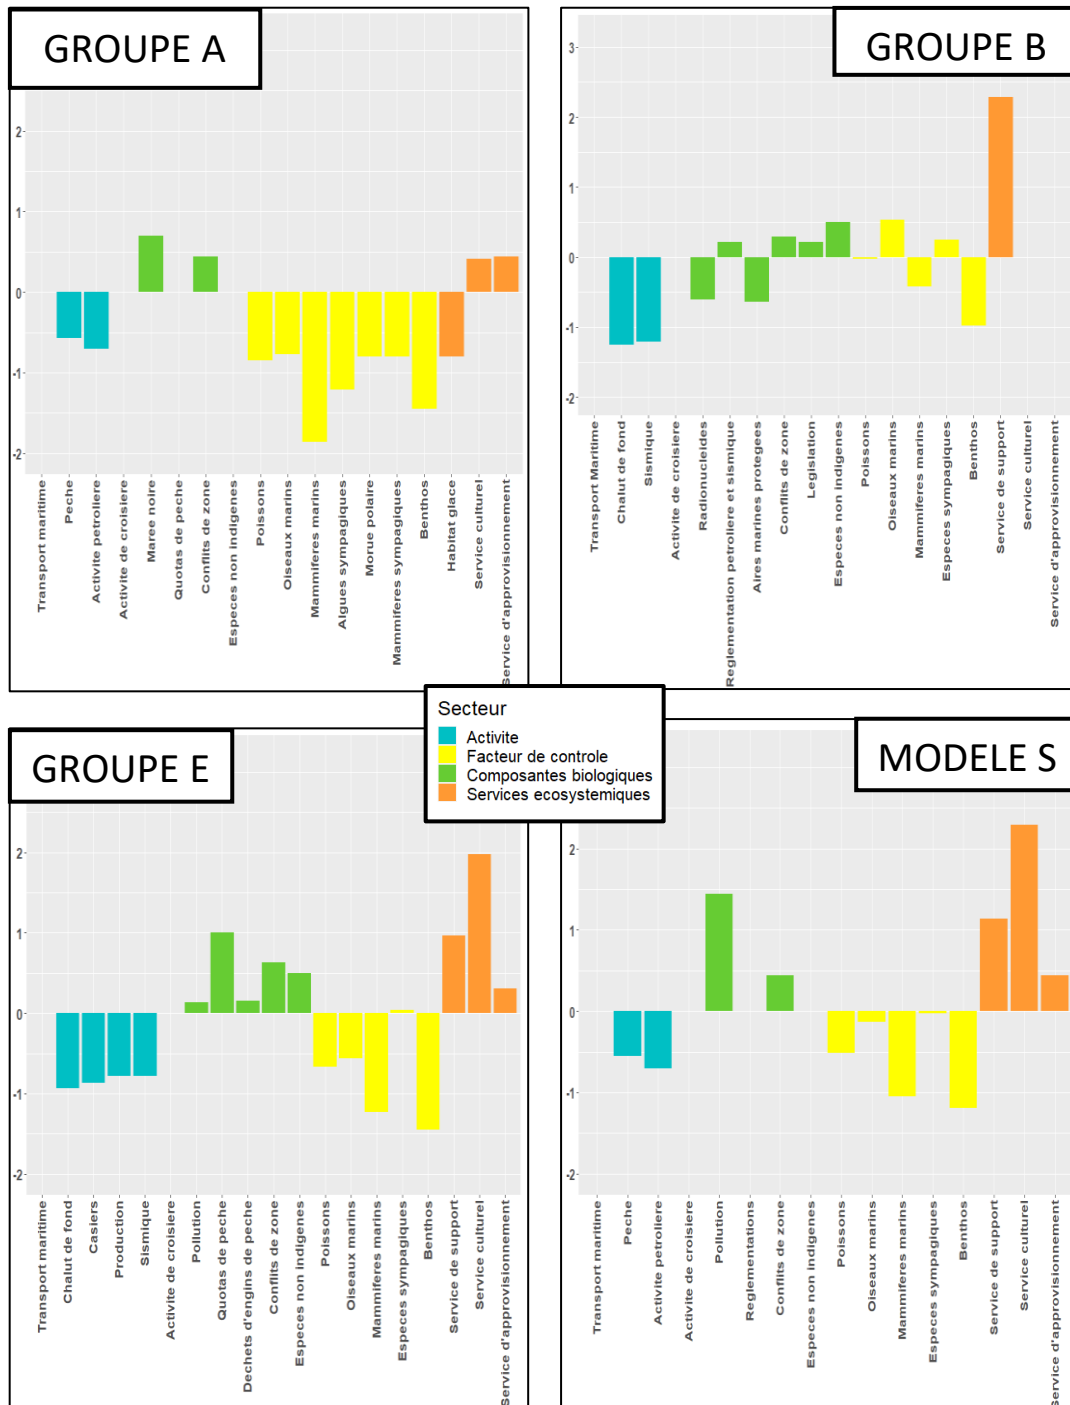 GROUPE A
2
1
0
-1
-2
Transport maritime
Peche
Activite petroliere
Activite de croisiere
Maree noire
Quotas de peche
Conflits de zone
Especes non indigenes
Poissons
Oiseaux marins
Mammiferes marins
Algues sympagiques
Morue polaire
Mammiferes sympagiques
Benthos
Habitat glace
Service culturel
Service d'approvisionnement
GROUPE B
3
2
1
0
-1
-2
Transport Maritime
Chalut de fond
Sismique
Activite de croisiere
Radionucleides
Reglementation petroliere et sismique
Aires marines protegees
Conflits de zone
Legislation
Especes non indigenes
Poissons
Oiseaux marins
Mammiferes marins
Especes sympagiques
Benthos
Service de support
Service culturel
Service d'approvisionnement
Secteur
Activite
Facteur de controle
Composantes biologiques
Services ecosystemiques
GROUPE E
2
1
0
-1
-2
Transport maritime
Chalut de fond
Casiers
Production
Sismique
Activite de croisiere
Pollution
Quotas de peche
Dechets d'engins de peche
Conflits de zone
Especes non indigenes
Poissons
Oiseaux marins
Mammiferes marins
Especes sympagiques
Benthos
Service de support
Service culturel
Service d'approvisionnement
MODELE S
2
1
0
-1
-2
Transport maritime
Peche
Activite petroliere
Activite de croisiere
Pollution
Reglementations
Conflits de zone
Especes non indigenes
Poissons
Oiseaux marins
Mammiferes marins
Especes sympagiques
Benthos
Service de support
Service culturel
Service d'approvisionnement